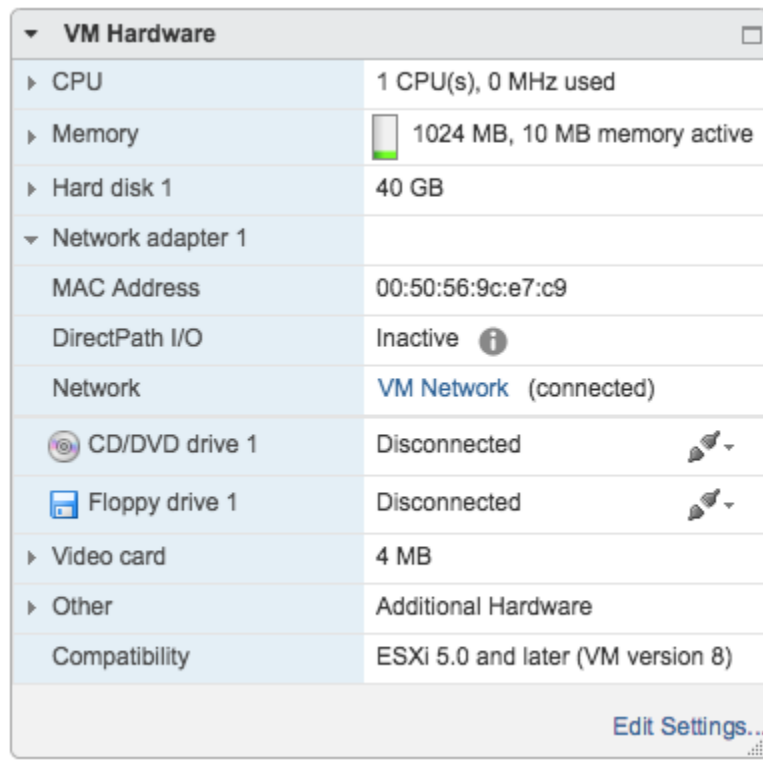 VM Hardware
CPU 1 CPU(s), 0 MHz used
Memory 1024 MB, 10 MB memory active
Hard disk 1 40 GB
Network adapter 1
MAC Address 00:50:56:9c:e7:c9
DirectPath I/O Inactive
Network VM Network (connected)
CD/DVD drive 1 Disconnected
Floppy drive 1 Disconnected
Video card 4 MB
Other Additional Hardware
Compatibility ESXi 5.0 and later (VM version 8)
Edit Settings...